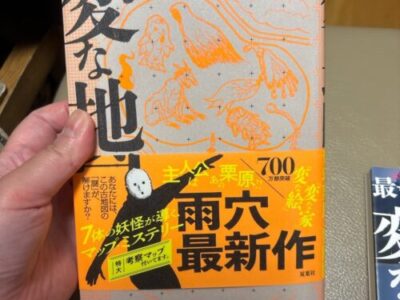 変な地
主人公はあの栗原!!
700
万部突破
変な家
変な絵
あなたには、
この古地図の
「謎」が
解けますか?
7体の妖怪が導く
マップミステリー
特大
考察マップ
付いてます。
雨穴
最新作
双葉社
最
変な